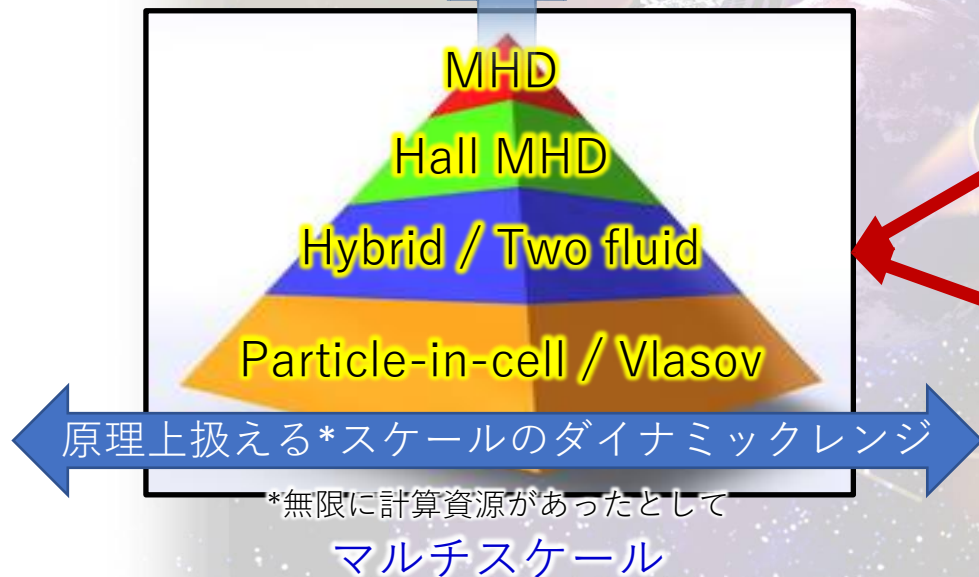 MHD
Hall MHD
Hybrid / Two fluid
Particle-in-cell / Vlasov
原理上扱える*スケールのダイナミックレンジ
*無限に計算資源があったとして
マルチスケール